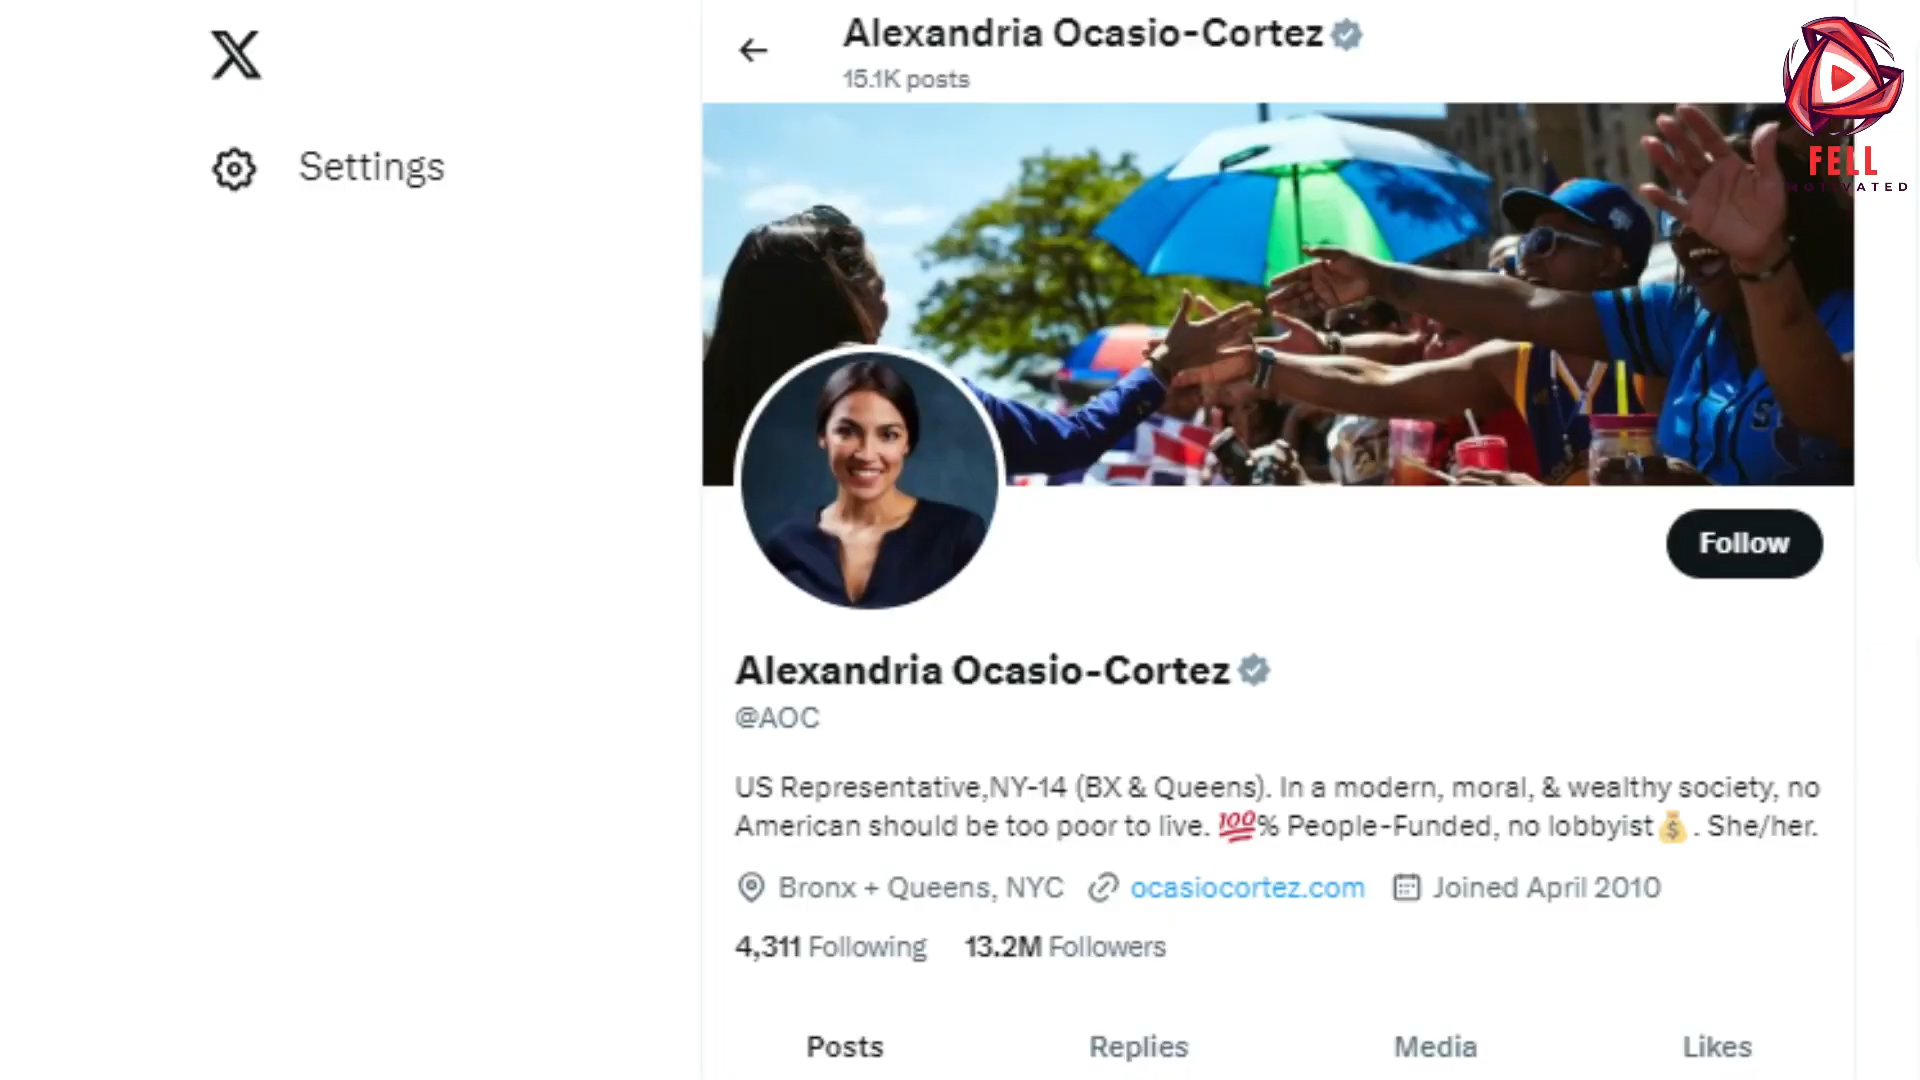 Alexandria Ocasio-Cortez
15.1K posts
Settings
FELL
MOTIVATED
Follow
Alexandria Ocasio-Cortez
@AOC
US Representative,NY-14 (BX & Queens). In a modern, moral, & wealthy society, no
American should be too poor to live. 💯% People-Funded, no lobbyist💰. She/her.
Bronx + Queens, NYC ocasiocortez.com Joined April 2010
4,311 Following 13.2M Followers
Posts Replies Media Likes